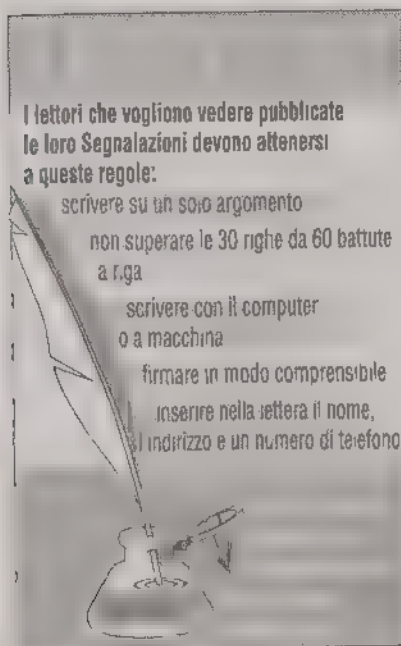 I lettori che vogliono vedere pubblicate
le loro Segnalazioni devono attenersi
a queste regole:
scrivere su un solo argomento
non superare le 30 righe da 60 battute
a riga
scrivere con il computer
o a macchina
firmare in modo comprensibile
inserire nella lettera il nome,
l indirizzo e un numero di telefono